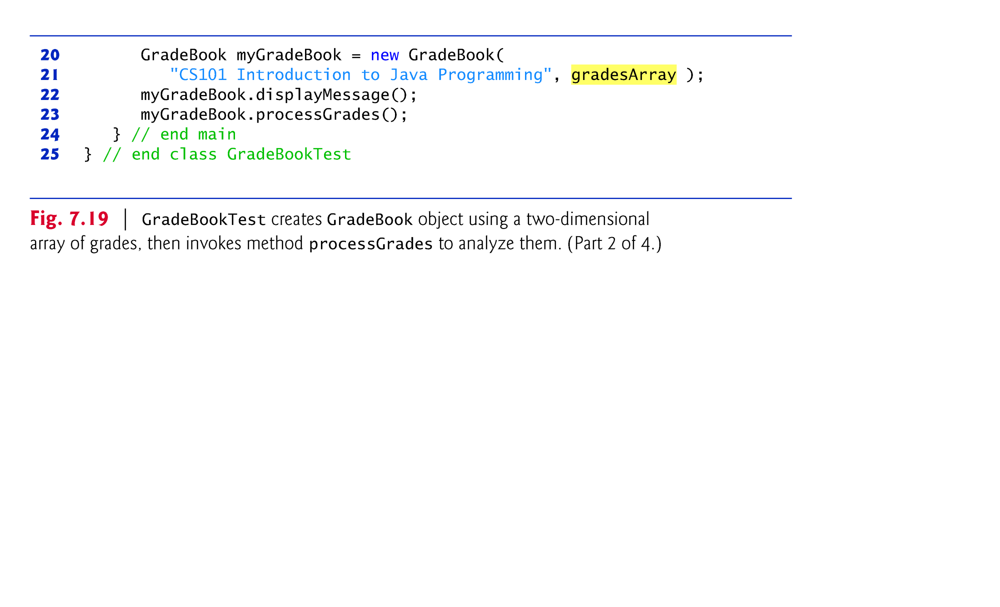 20 GradeBook myGradeBook = new GradeBook(
21 "CS101 Introduction to Java Programming", gradesArray );
22 myGradeBook.displayMessage();
23 myGradeBook.processGrades();
24 } // end main
25 } // end class GradeBookTest
Fig. 7.19 | GradeBookTest creates GradeBook object using a two-dimensional
array of grades, then invokes method processGrades to analyze them. (Part 2 of 4.)